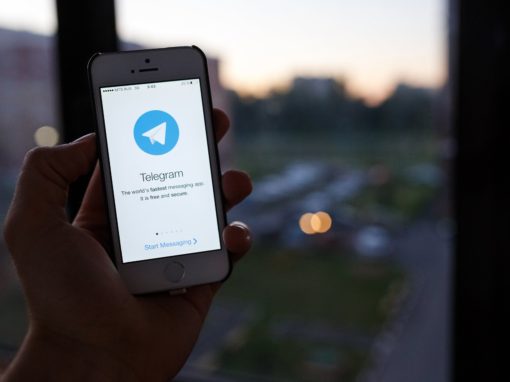 Telegram
The world's fastest messaging app.
It is free and secure.
Start Messaging